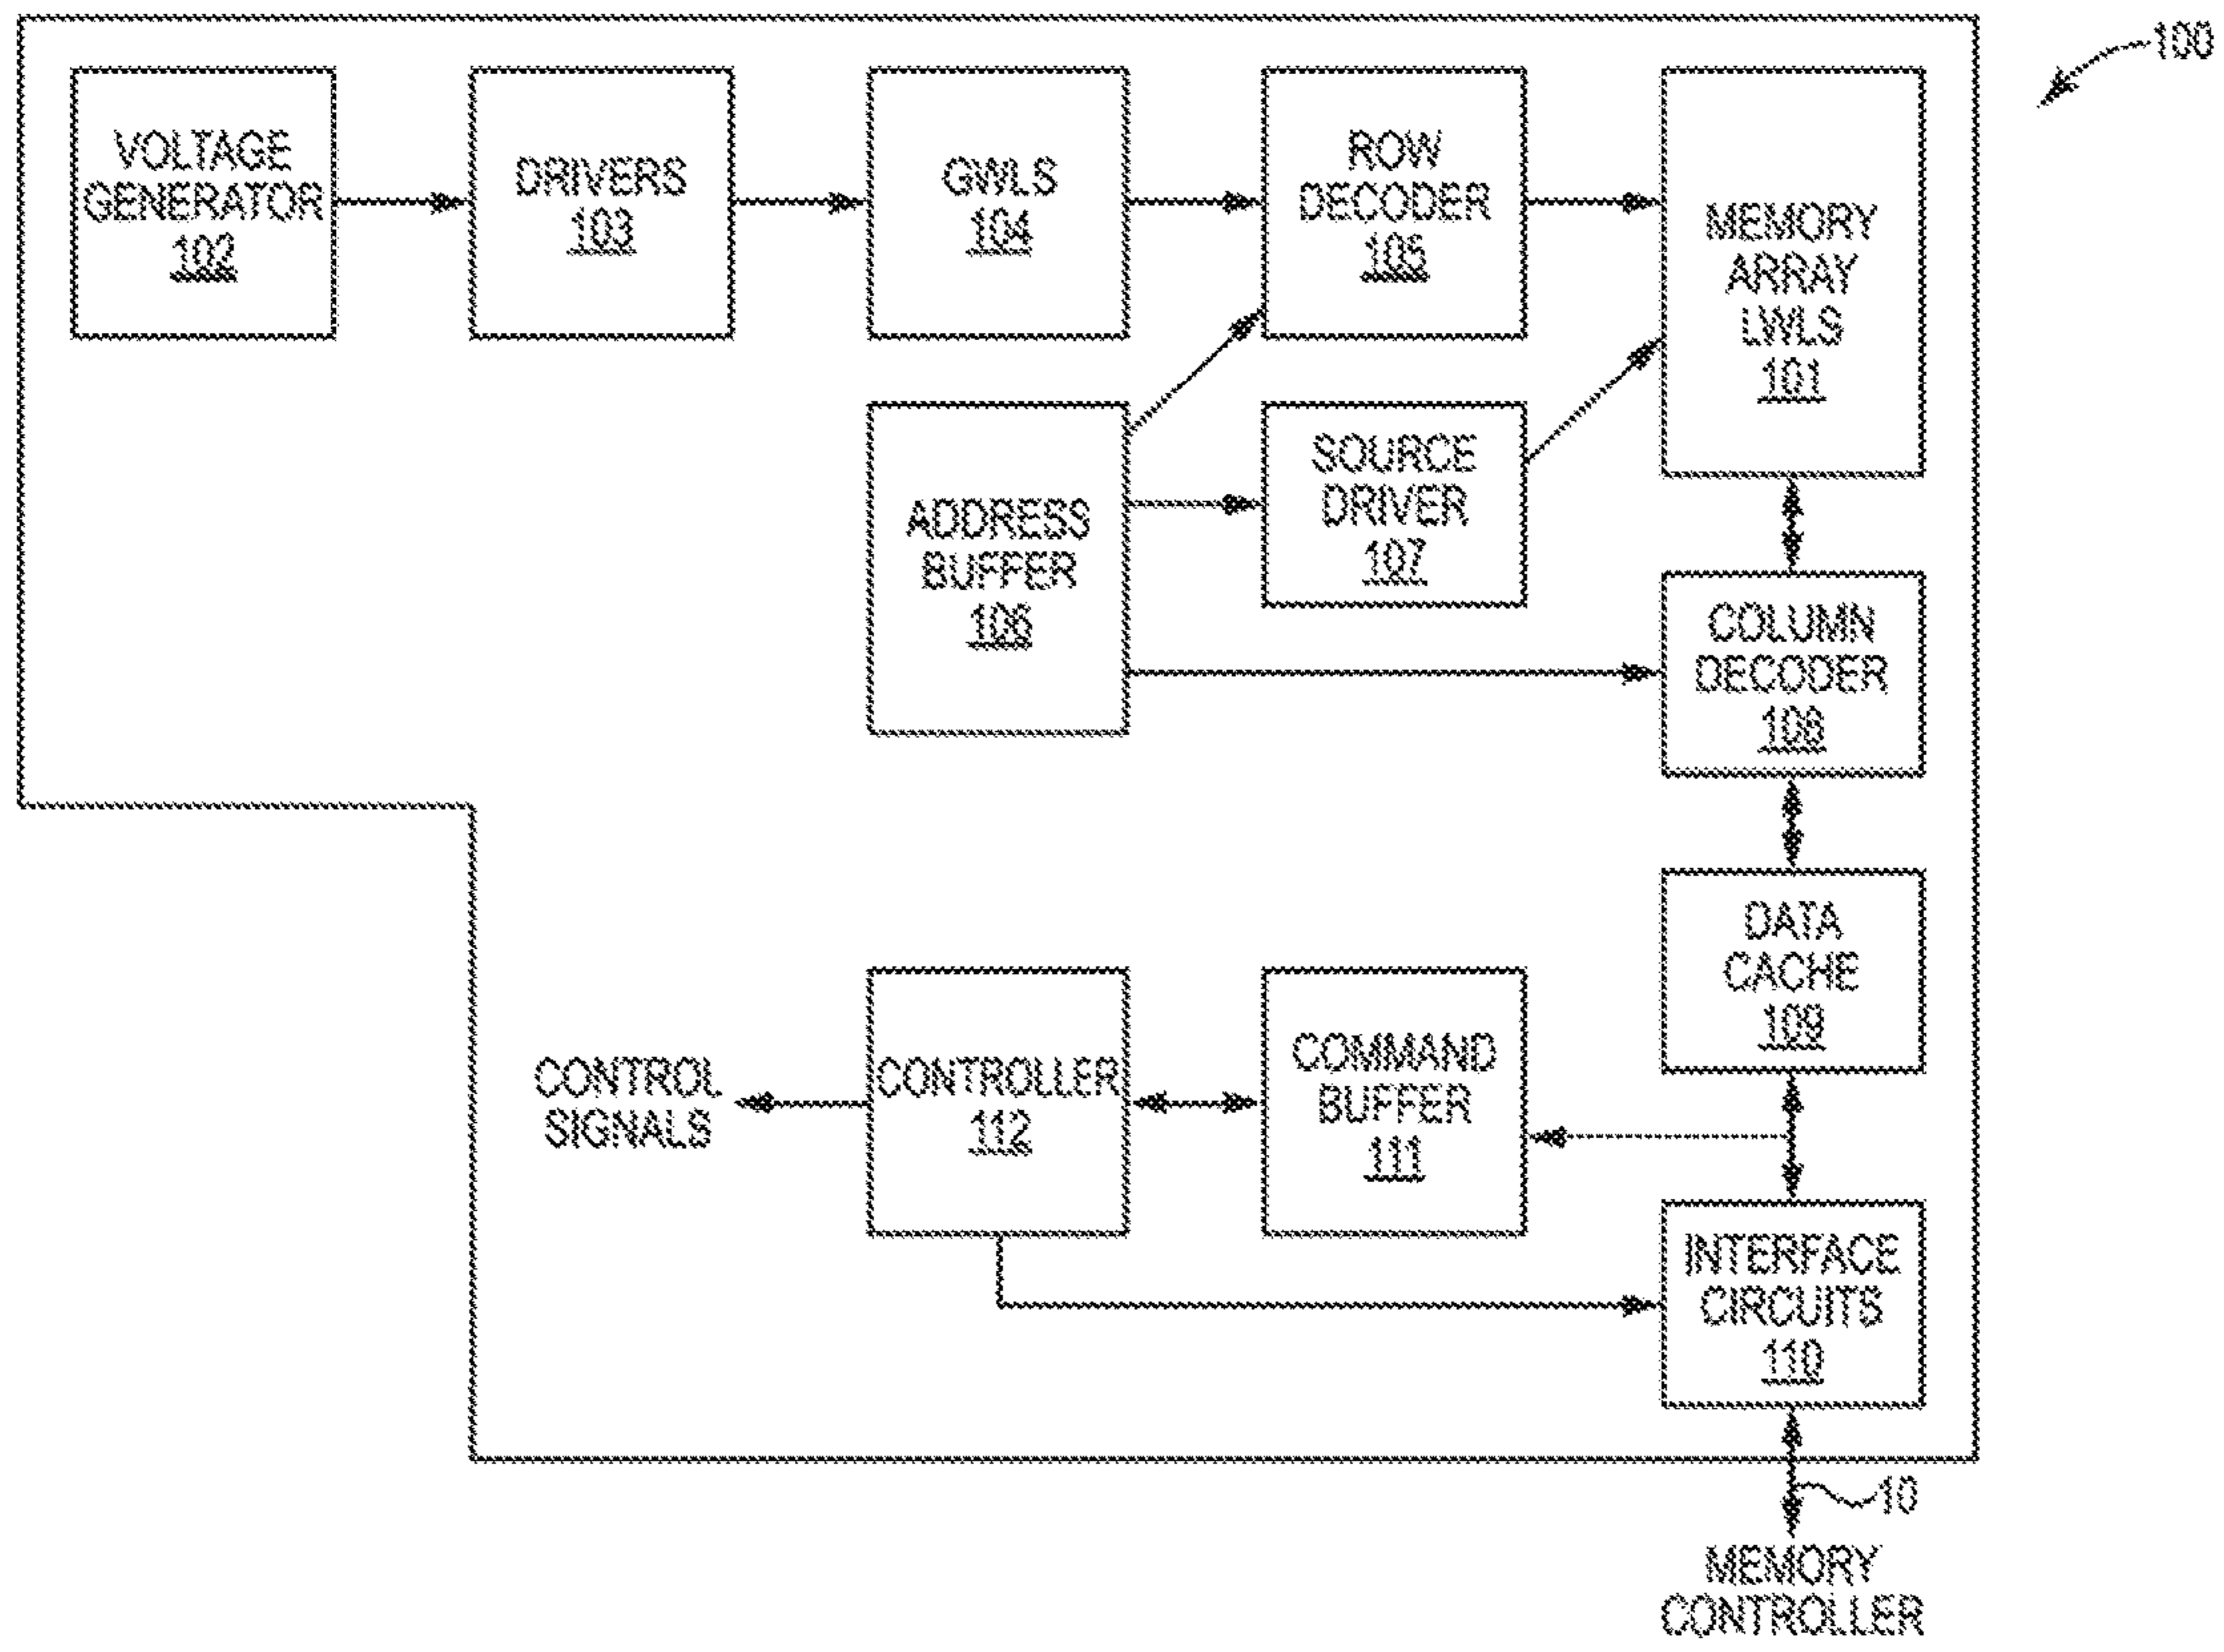 100
VOLTAGE
GENERATOR
102
DRIVERS
103
GWLS
104
ROW
DECODER
105
MEMORY
ARRAY
LWLS
101
ADDRESS
BUFFER
106
SOURCE
DRIVER
107
COLUMN
DECODER
108
DATA
CACHE
109
CONTROL
SIGNALS
CONTROLLER
112
COMMAND
BUFFER
111
INTERFACE
CIRCUITS
110
10
MEMORY
CONTROLLER